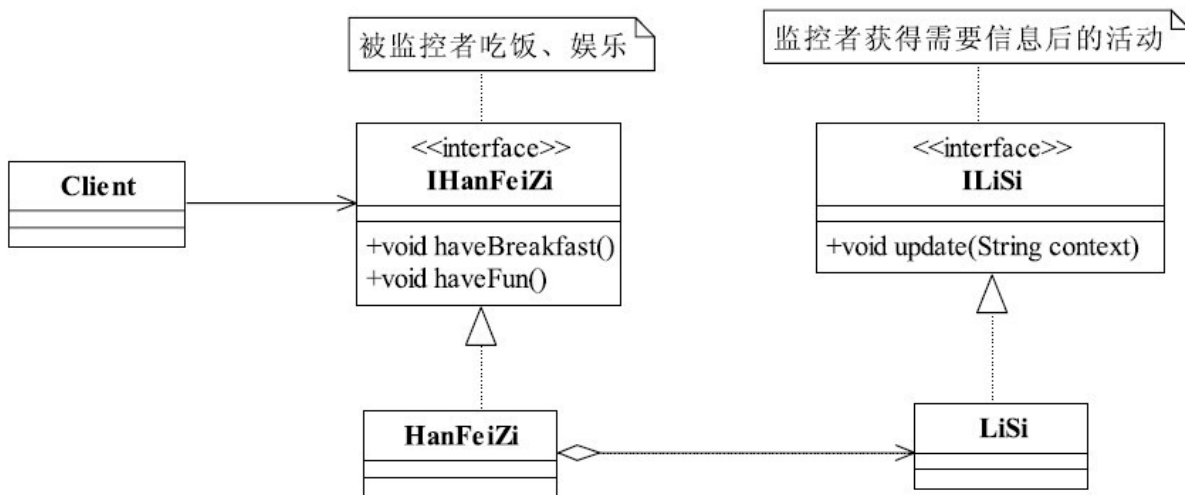 被监控者吃饭、娱乐
监控者获得需要信息后的活动
<<interface>>
IHanFeiZi
+void haveBreakfast()
+void haveFun()
<<interface>>
ILiSi
+void update(String context)
Client
HanFeiZi
LiSi